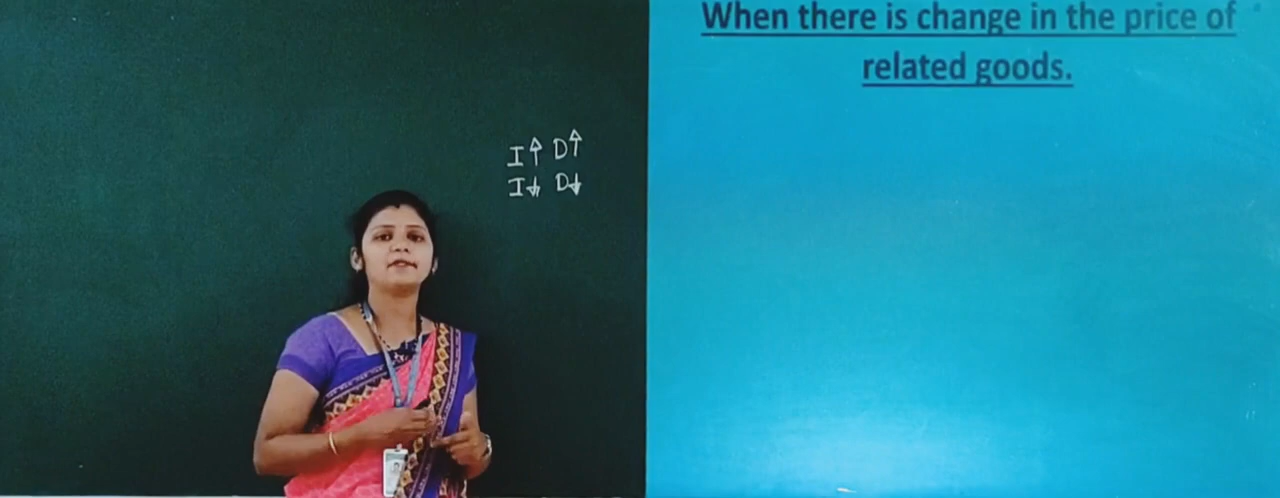 I↑ D↑
I↓ D↓
When there is change in the price of
related goods.